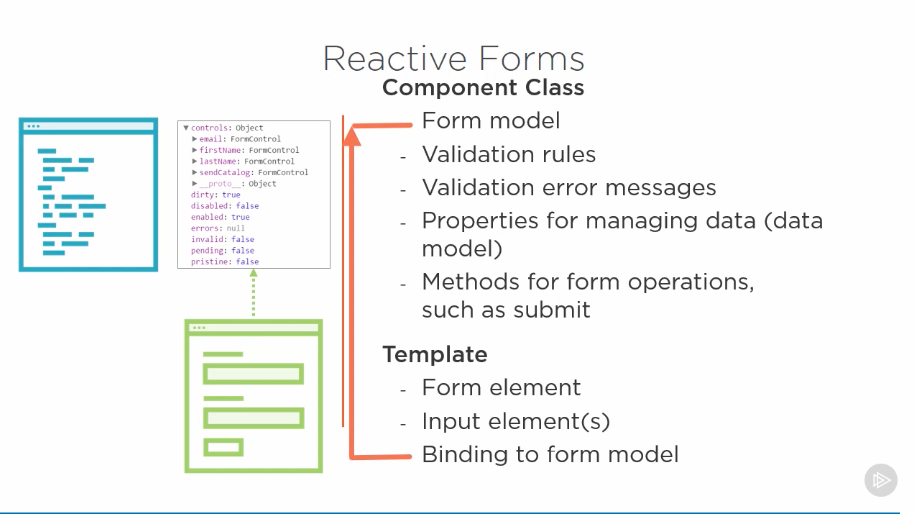 Reactive Forms
Component Class
Form model
- Validation rules
- Validation error messages
- Properties for managing data (data
model)
- Methods for form operations,
such as submit
▼ controls: Object
▶ email: FormControl
▶ firstName: FormControl
▶ lastName: FormControl
▶ sendCatalog: FormControl
▶ __proto__: Object
dirty: true
disabled: false
enabled: true
errors: null
invalid: false
pending: false
pristine: false
Template
- Form element
- Input element(s)
Binding to form model